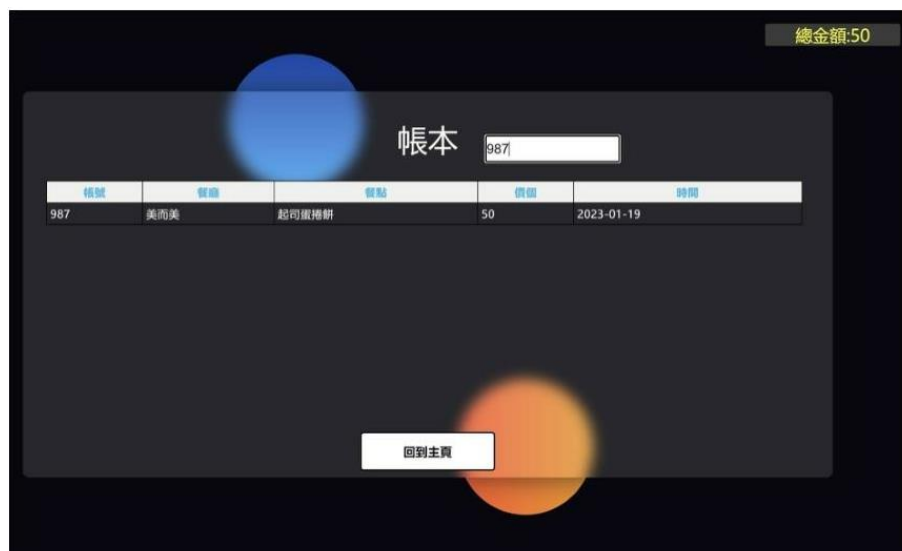 總金額:50
帳本 987
帳號 餐廳 餐點 價個 時間
987 美而美 起司蛋捲餅 50 2023-01-19
回到主頁